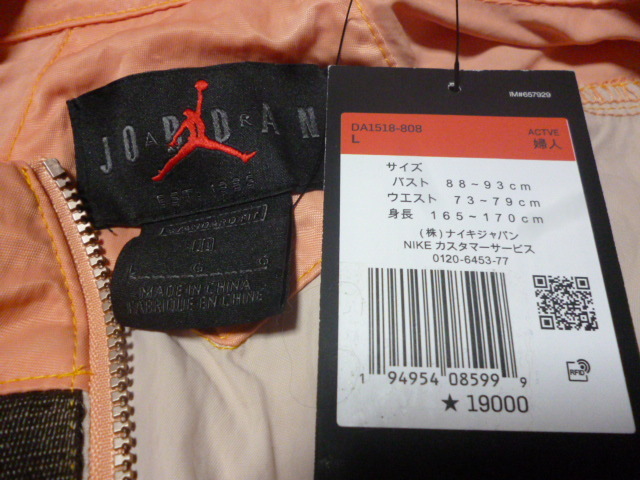 JORDAN
AIR
EST. 1985
MADE IN CHINA
FABRIQUE EN CHINE
IM#657929
DA1518-808
ACTVE
L
婦人
サイズ
バスト 88~93cm
ウエスト 73~79cm
身長 165~170cm
(株)ナイキジャパン
NIKE カスタマーサービス
0120-6453-77
1 94954 08599 9
RFID
★19000